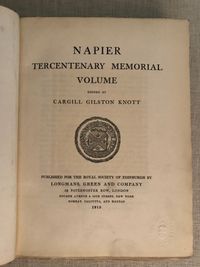 NAPIER
TERCENTENARY MEMORIAL
VOLUME
EDITED BY
CARGILL GILSTON KNOTT
PUBLISHED FOR THE ROYAL SOCIETY OF EDINBURGH BY
LONGMANS, GREEN AND COMPANY
39 PATERNOSTER ROW, LONDON
FOURTH AVENUE & 30TH STREET, NEW YORK
BOMBAY, CALCUTTA, AND MADRAS
1915